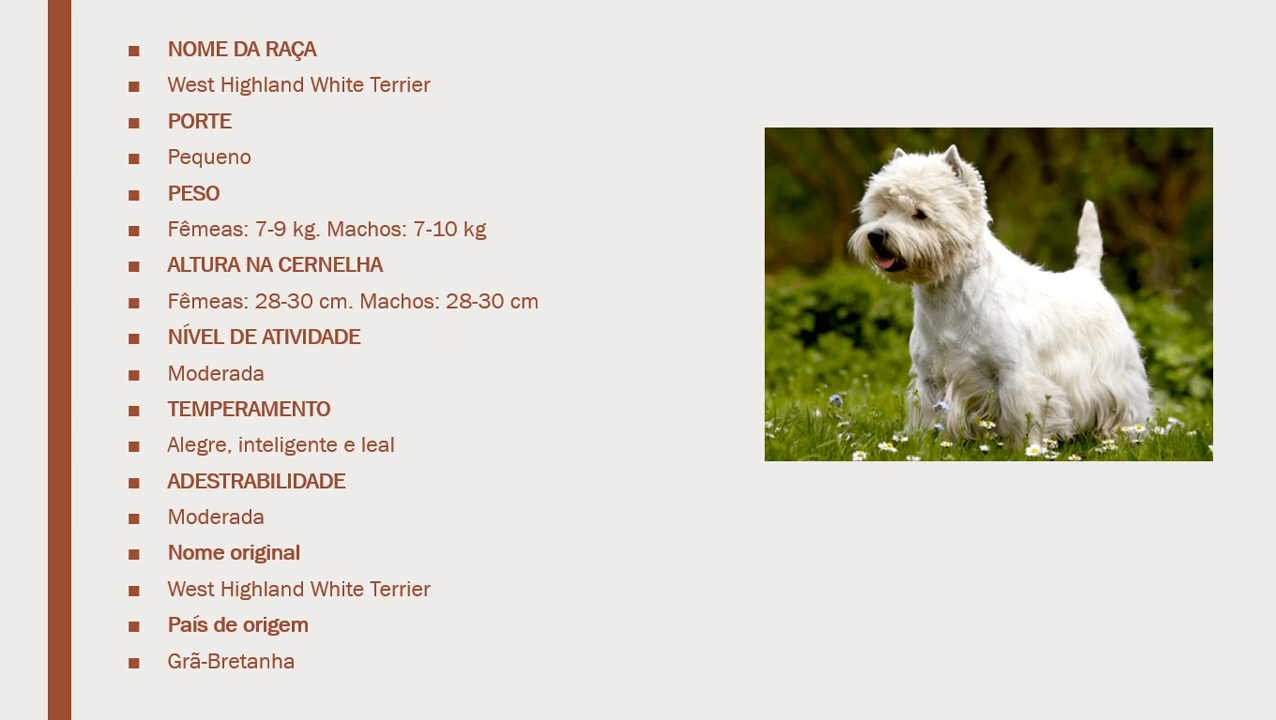 NOME DA RAÇA
West Highland White Terrier
PORTE
Pequeno
PESO
Fêmeas: 7-9 kg. Machos: 7-10 kg
ALTURA NA CERNELHA
Fêmeas: 28-30 cm. Machos: 28-30 cm
NÍVEL DE ATIVIDADE
Moderada
TEMPERAMENTO
Alegre, inteligente e leal
ADESTRABILIDADE
Moderada
Nome original
West Highland White Terrier
País de origem
Grã-Bretanha